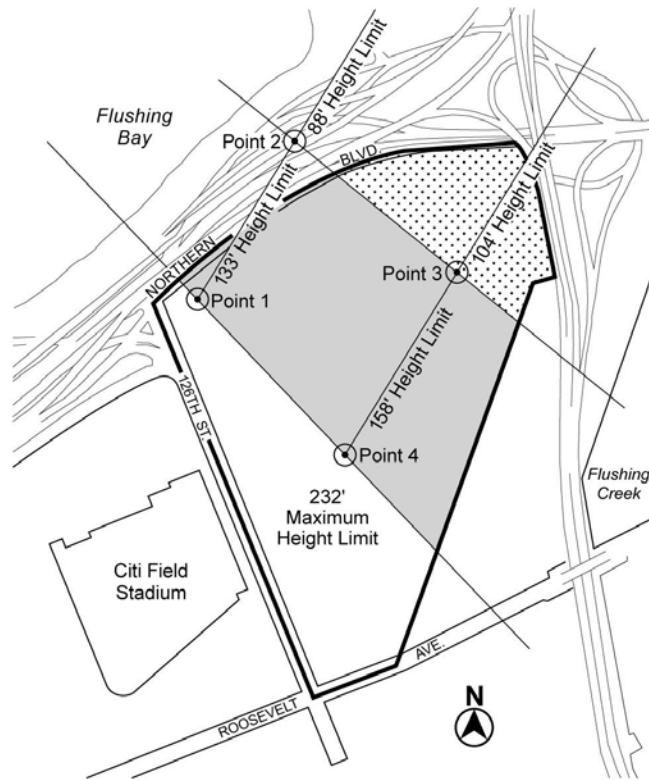 Flushing
Bay
Point 2
88' Height Limit
BLVD.
133' Height Limit
104' Height Limit
NORTHERN
Point 3
Point 1
158' Height Limit
126TH ST.
Point 4
232'
Maximum
Height Limit
Flushing
Creek
Citi Field
Stadium
AVE.
ROOSEVELT
N